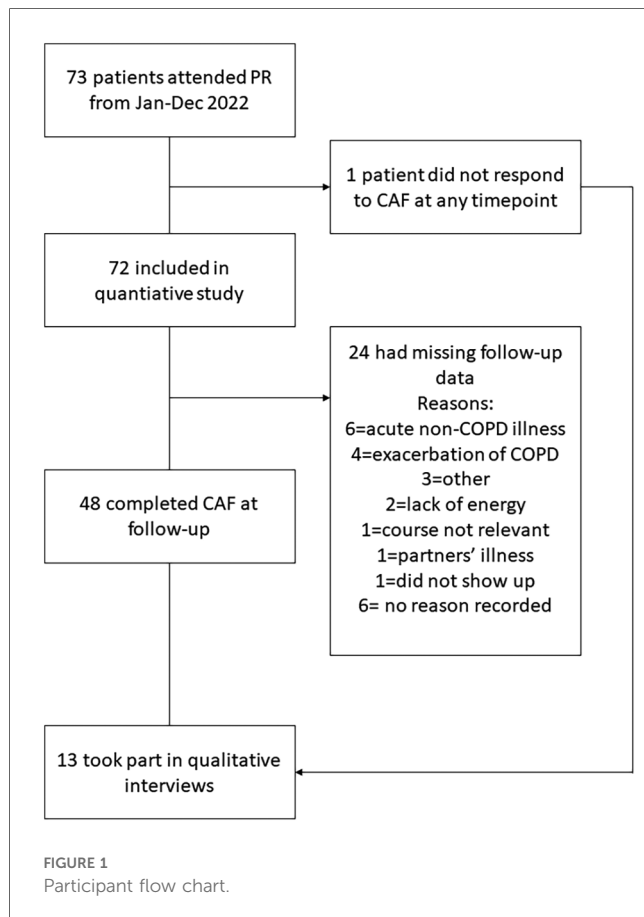 73 patients attended PR
from Jan-Dec 2022
1 patient did not respond
to CAF at any timepoint
72 included in
quantiative study
24 had missing follow-up
data
Reasons:
6=acute non-COPD illness
4=exacerbation of COPD
3=other
2=lack of energy
1=course not relevant
1=partners’ illness
1=did not show up
6= no reason recorded
48 completed CAF at
follow-up
13 took part in qualitative
interviews
FIGURE 1
Participant flow chart.